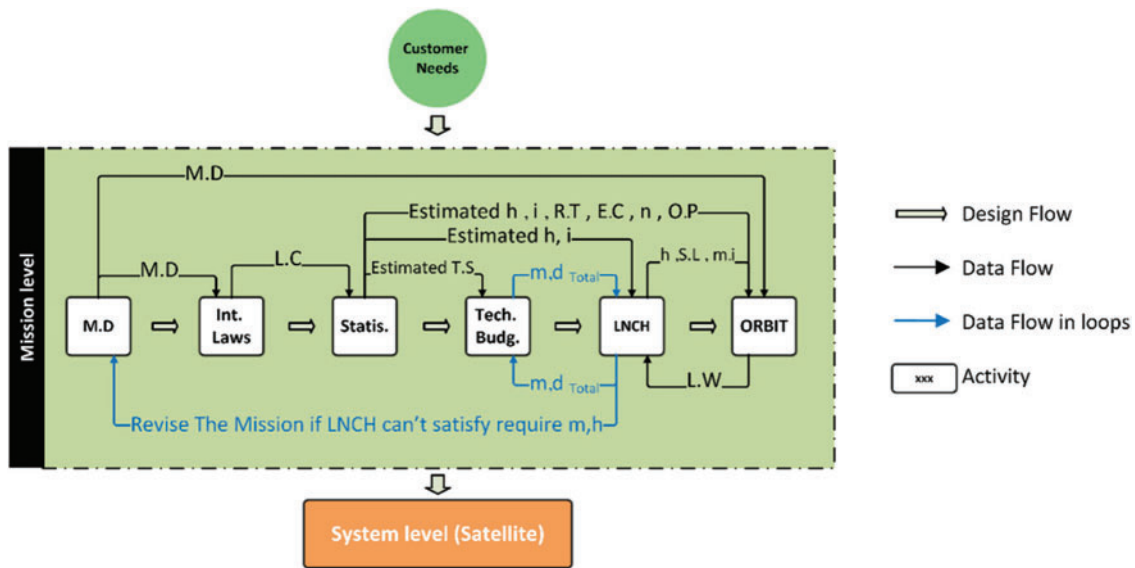 Customer
Needs
Mission level
M.D
Estimated h , i , R.T , E.C , n , O.P
Estimated h, i
h ,S.L , m.i
M.D
L.C
Estimated T.S
m,d Total
M.D
Int.
Laws
Statis.
Tech.
Budg.
LNCH
ORBIT
m,d Total
L.W
Revise The Mission if LNCH can't satisfy require m,h
System level (Satellite)
Design Flow
Data Flow
Data Flow in loops
xxx
Activity